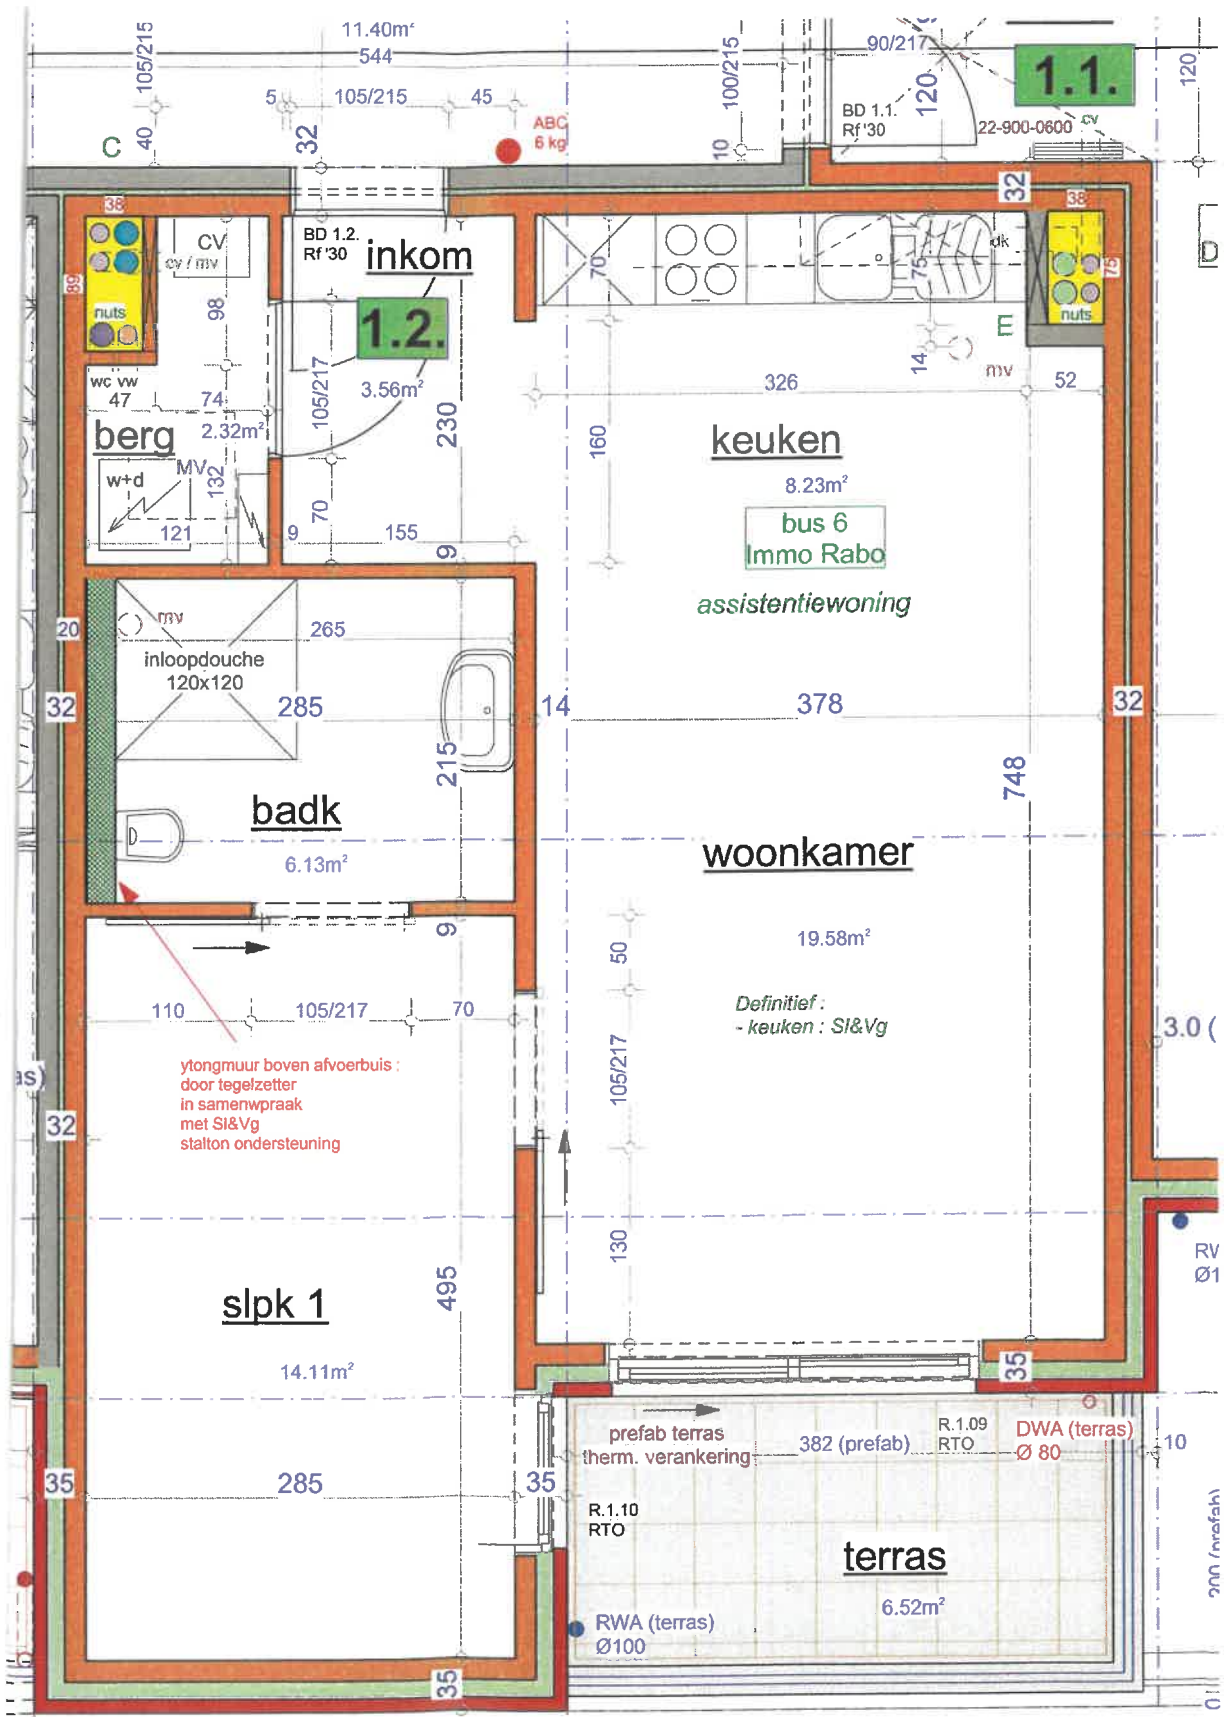 11.40m²
544
105/215
5
105/215
45
40
32
C
ABC
6 kg
100/215
10
90/217
120
BD 1.1.
Rf '30
1.1.
22-900-0600
cv
120
32
38
38
89
nuts
CV
cv / mv
98
BD 1.2.
Rf '30
inkom
1.2.
3.56m²
105/217
230
70
75
dk
75
nuts
E
14
mv
326
52
wc vw
47
74
2.32m²
berg
w+d
MV
132
121
9
70
155
9
160
keuken
8.23m²
bus 6
Immo Rabo
assistentiewoning
20
mv
265
inloopdouche
120x120
32
285
14
378
32
215
748
badk
6.13m²
woonkamer
19.58m²
9
50
110
105/217
70
Definitief :
- keuken : SI&Vg
3.0 (
105/217
as)
ytongmuur boven afvoerbuis :
door tegelzetter
in samenwpraak
met SI&Vg
stalton ondersteuning
32
130
RV
Ø1
495
slpk 1
14.11m²
35
prefab terras
therm. verankering
382 (prefab)
R.1.09
RTO
DWA (terras)
Ø 80
10
35
285
35
R.1.10
RTO
terras
6.52m²
200 (prefab)
RWA (terras)
Ø100
35
0
D